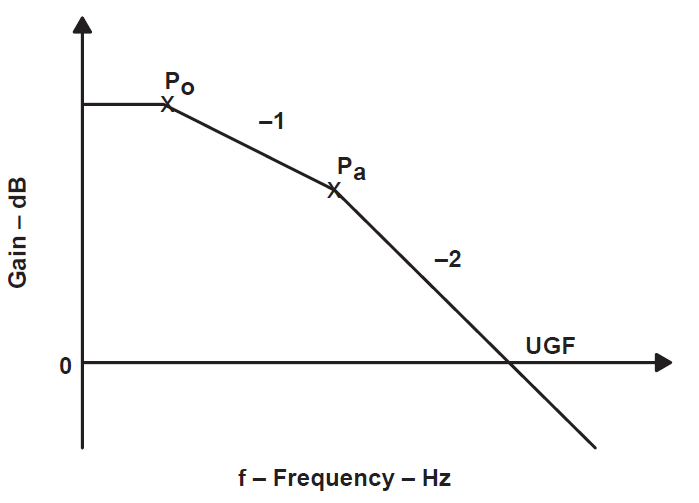 Po
X
–1
Pa
X
–2
Gain – dB
UGF
0
f – Frequency – Hz